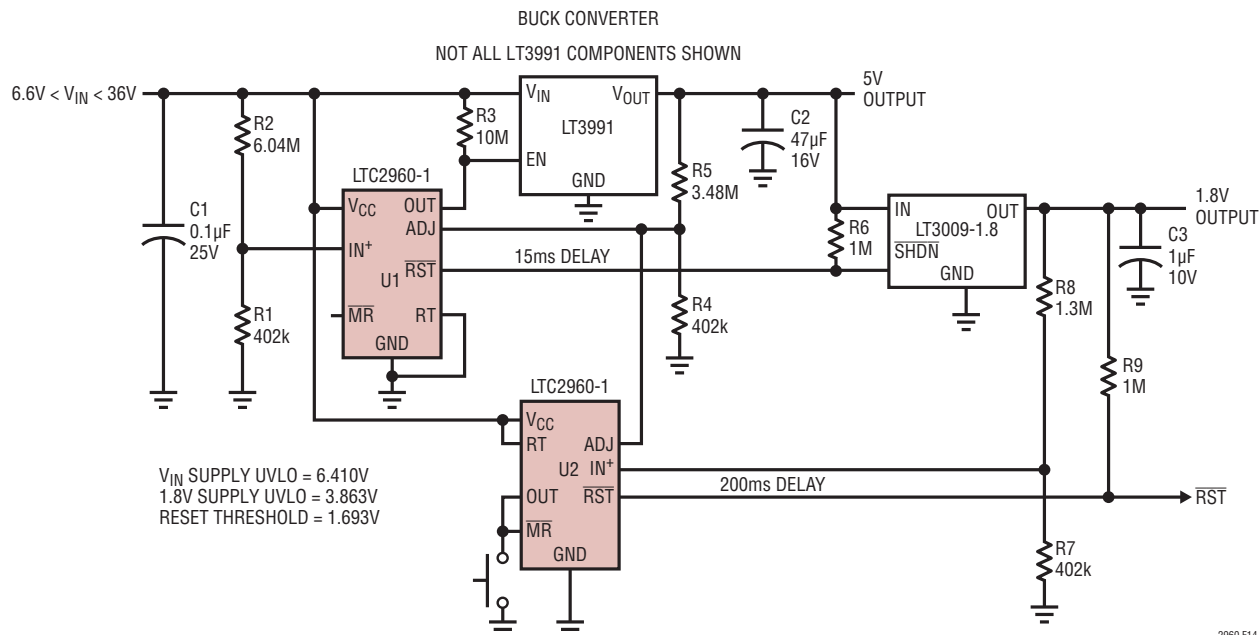 BUCK CONVERTER
NOT ALL LT3991 COMPONENTS SHOWN
6.6V < VIN < 36V
VIN
VOUT
LT3991
EN
GND
5V
OUTPUT
R2
6.04M
R3
10M
C2
47µF
16V
R5
3.48M
LTC2960-1
VCC
OUT
ADJ
IN+
RST
U1
MR
RT
GND
C1
0.1µF
25V
R1
402k
15ms DELAY
R4
402k
R6
1M
IN
OUT
LT3009-1.8
SHDN
GND
1.8V
OUTPUT
C3
1µF
10V
R8
1.3M
R9
1M
LTC2960-1
VCC
RT
ADJ
U2
IN+
OUT
RST
MR
GND
200ms DELAY
RST
R7
402k
VIN SUPPLY UVLO = 6.410V
1.8V SUPPLY UVLO = 3.863V
RESET THRESHOLD = 1.693V
2960 F14